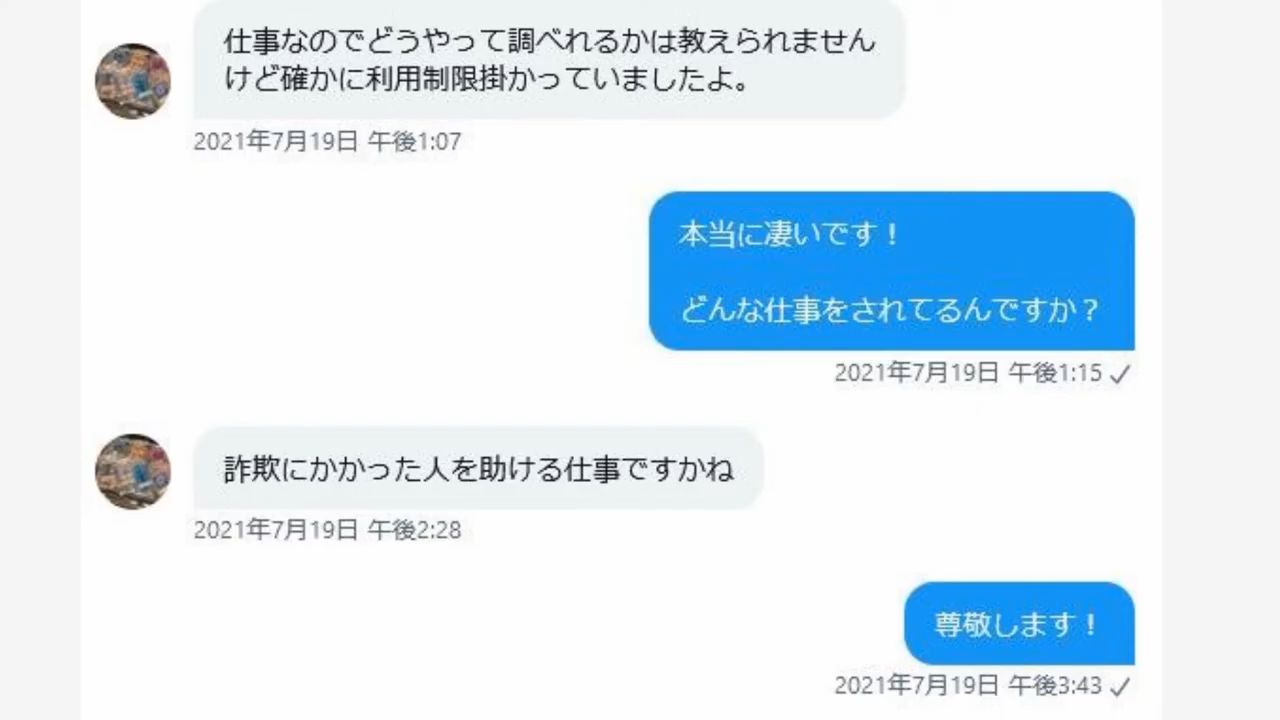 仕事なのでどうやって調べれるかは教えられません
けど確かに利用制限掛かっていましたよ。
2021年7月19日 午後1:07
本当に凄いです！
どんな仕事をされてるんですか？
2021年7月19日 午後1:15
詐欺にかかった人を助ける仕事ですかね
2021年7月19日 午後2:28
尊敬します！
2021年7月19日 午後3:43